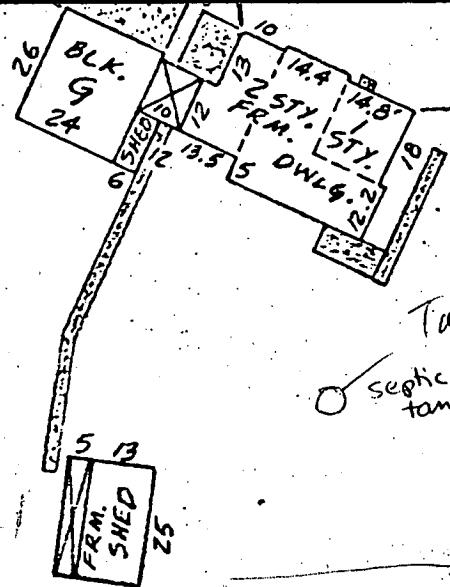 26
BLK.
G
24
10
SHED
6
12
12
13.5
13
10
14.4
14.8'
2 STY.
FRM.
DWLG.
1
STY.
5
12.2
18
septic
5
13
FRM.
SHED
25